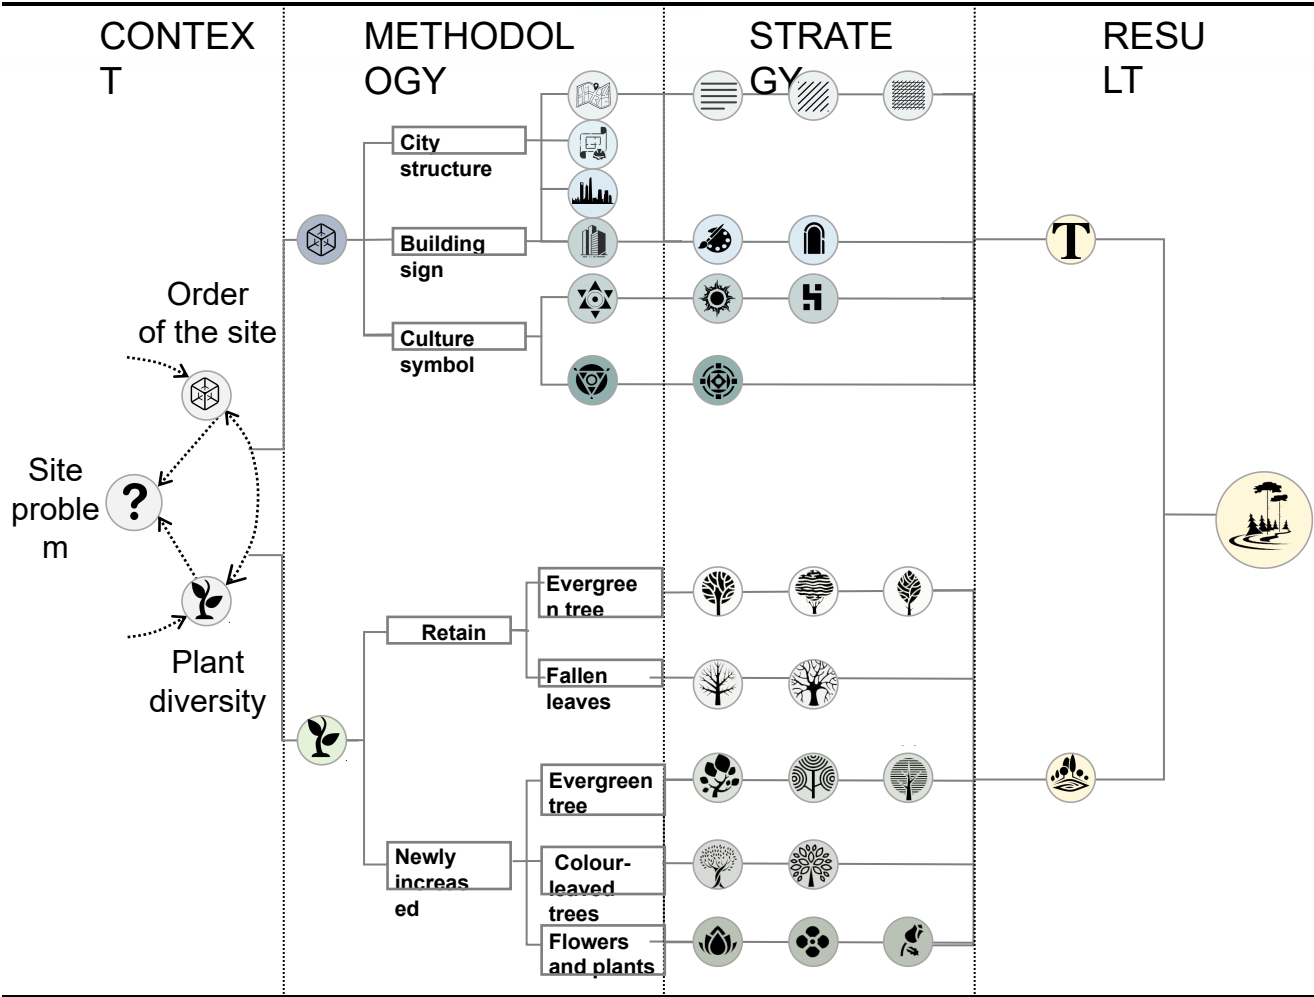 CONTEX
T
METHODOL
OGY
STRATE
GY
RESU
LT
City
structure
Building
sign
Culture
symbol
Order
of the site
Site
proble
m
?
Plant
diversity
T
Retain
Evergree
n tree
Fallen
leaves
Newly
increas
ed
Evergreen
tree
Colour-
leaved
trees
Flowers
and plants